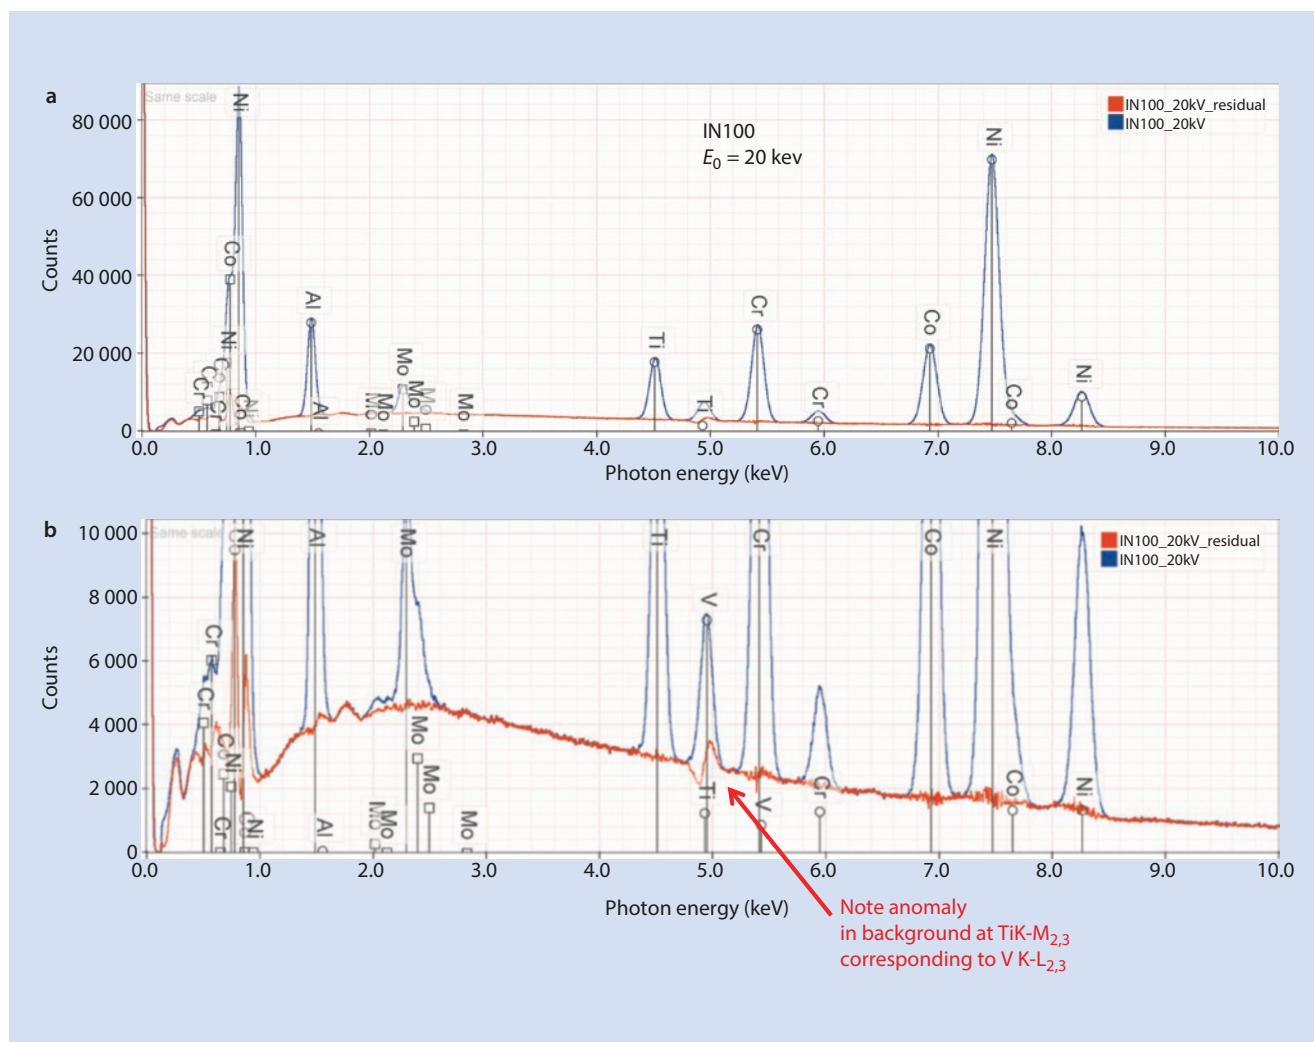 a
Same scale
IN100_20kV_residual
IN100_20kV
IN100
E₀ = 20 kev
Counts
80 000
60 000
40 000
20 000
0
Cr
Cr
Cr
Co
Co
Ni
Ni
Co
Ni
Al
Al
Mo
Mo
Mo
Mo
Mo
Mo
Ti
Ti
Cr
Cr
Co
Ni
Co
Ni
0.0 1.0 2.0 3.0 4.0 5.0 6.0 7.0 8.0 9.0 10.0
Photon energy (keV)
b
Same scale
IN100_20kV_residual
IN100_20kV
Counts
10 000
8 000
6 000
4 000
2 000
0
Cr
Cr
Cr
Co
Co
Ni
Ni
Co
Ni
Al
Al
Mo
Mo
Mo
Mo
Mo
Mo
Ti
V
Ti
Cr
V
Cr
Co
Ni
Co
Ni
0.0 1.0 2.0 3.0 4.0 5.0 6.0 7.0 8.0 9.0 10.0
Photon energy (keV)
Note anomaly
in background at TiK-M₂,₃
corresponding to V K-L₂,₃